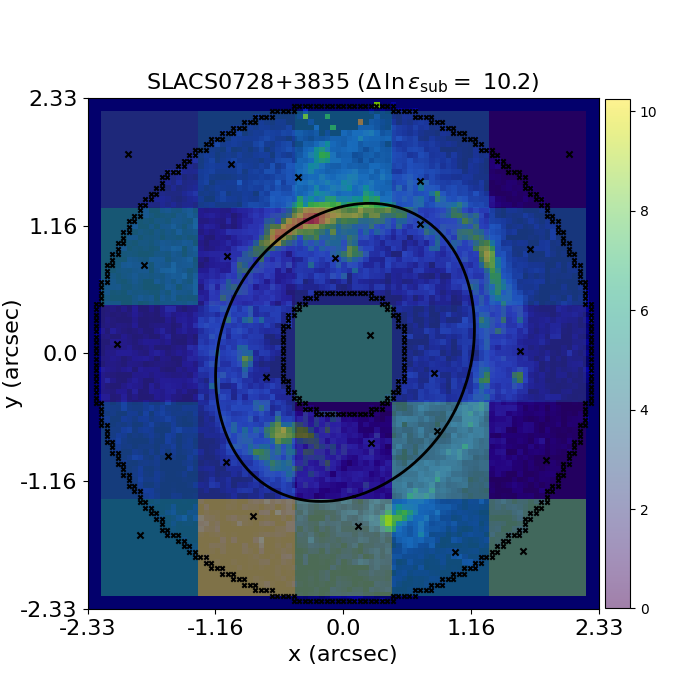 SLACS0728+3835 (Δ ln ε_sub = 10.2)
2.33
1.16
0.0
-1.16
-2.33
y (arcsec)
-2.33 -1.16 0.0 1.16 2.33
x (arcsec)
10
8
6
4
2
0